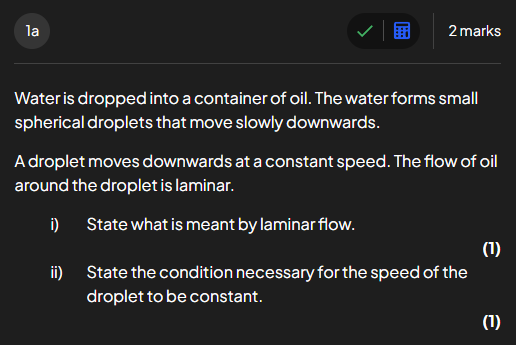 1a
2 marks
Water is dropped into a container of oil. The water forms small
spherical droplets that move slowly downwards.
A droplet moves downwards at a constant speed. The flow of oil
around the droplet is laminar.
i) State what is meant by laminar flow.
(1)
ii) State the condition necessary for the speed of the
droplet to be constant.
(1)